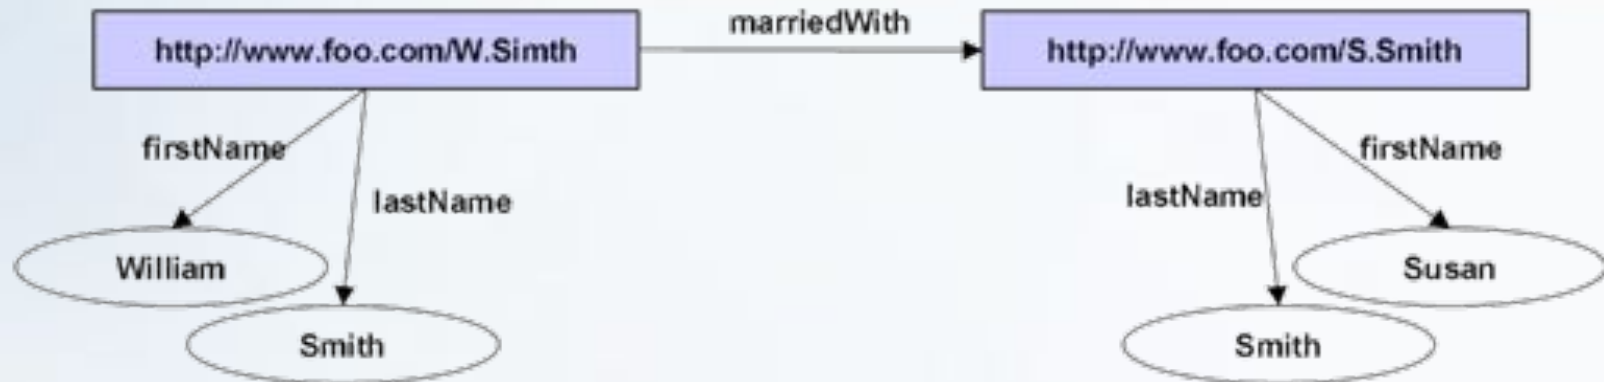 marriedWith
http://www.foo.com/W.Simth
http://www.foo.com/S.Smith
firstName
firstName
lastName
lastName
William
Susan
Smith
Smith